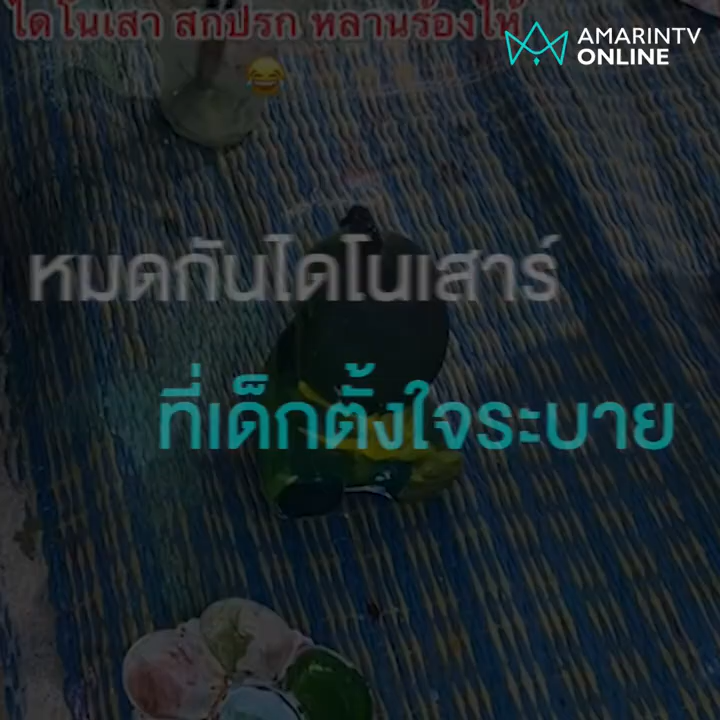 ไดโนเสา สกปรก หลานร้องไห้
😂
AMARINTV
ONLINE
หมดกันไดโนเสาร์
ที่เด็กตั้งใจระบาย